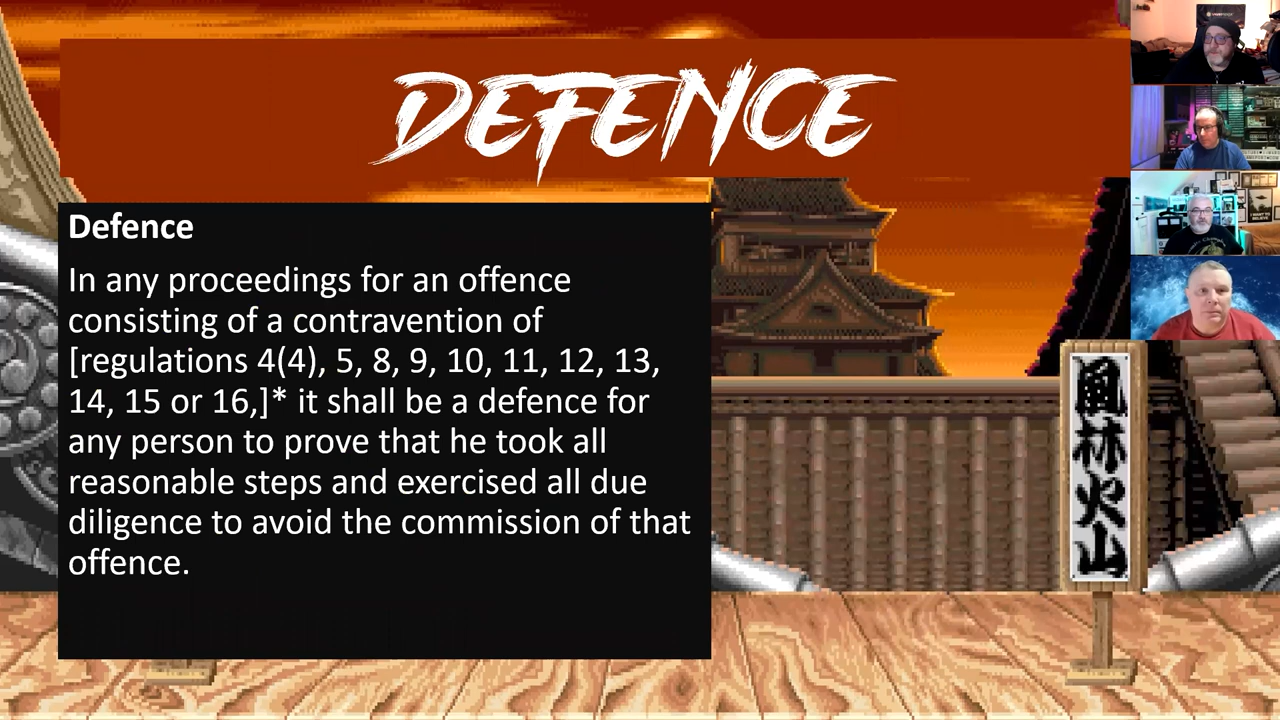 DEFENCE
Defence
In any proceedings for an offence
consisting of a contravention of
[regulations 4(4), 5, 8, 9, 10, 11, 12, 13,
14, 15 or 16,]* it shall be a defence for
any person to prove that he took all
reasonable steps and exercised all due
diligence to avoid the commission of that
offence.
風林火山
I WANT TO
BELIEVE